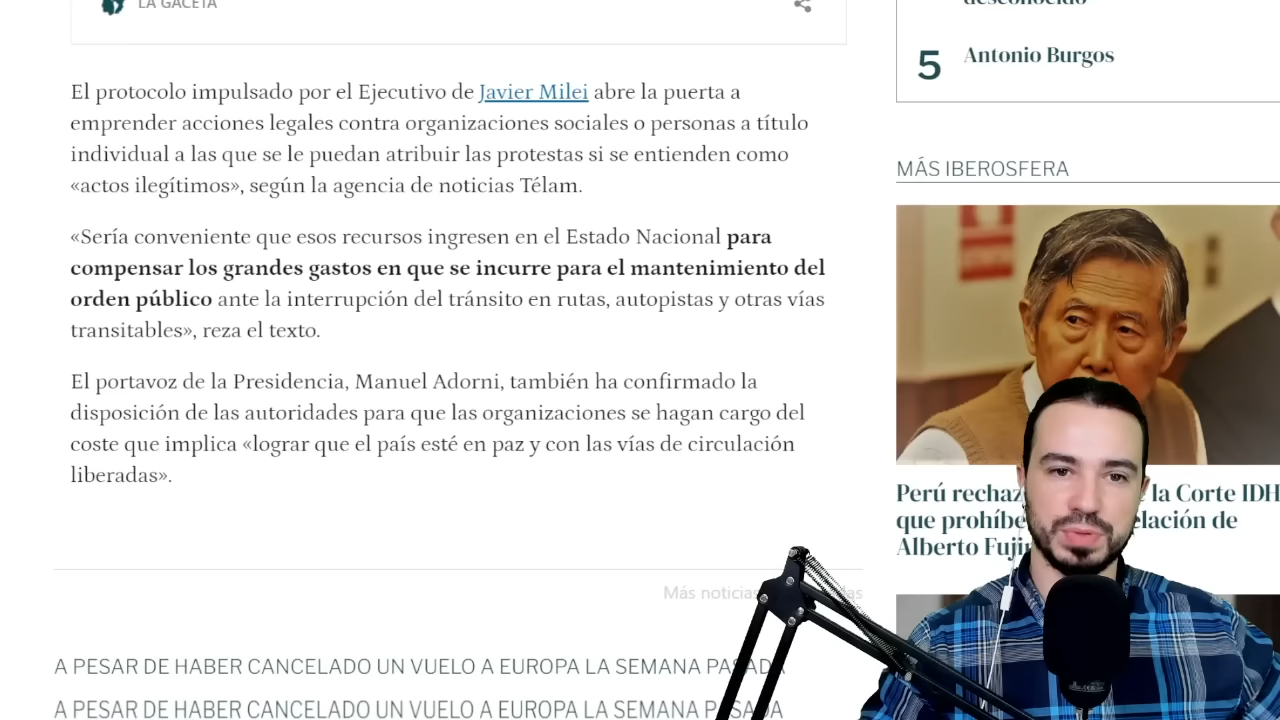 LA GACETA
El protocolo impulsado por el Ejecutivo de Javier Milei abre la puerta a
emprender acciones legales contra organizaciones sociales o personas a título
individual a las que se le puedan atribuir las protestas si se entienden como
«actos ilegítimos», según la agencia de noticias Télam.
«Sería conveniente que esos recursos ingresen en el Estado Nacional para
compensar los grandes gastos en que se incurre para el mantenimiento del
orden público ante la interrupción del tránsito en rutas, autopistas y otras vías
transitables», reza el texto.
El portavoz de la Presidencia, Manuel Adorni, también ha confirmado la
disposición de las autoridades para que las organizaciones se hagan cargo del
coste que implica «lograr que el país esté en paz y con las vías de circulación
liberadas».
Más noticias
A PESAR DE HABER CANCELADO UN VUELO A EUROPA LA SEMANA PASADA
A PESAR DE HABER CANCELADO UN VUELO A EUROPA LA SEMANA PASADA
desconocido
5 Antonio Burgos
MÁS IBEROSFERA
Perú la Corte IDH
que de
Alberto